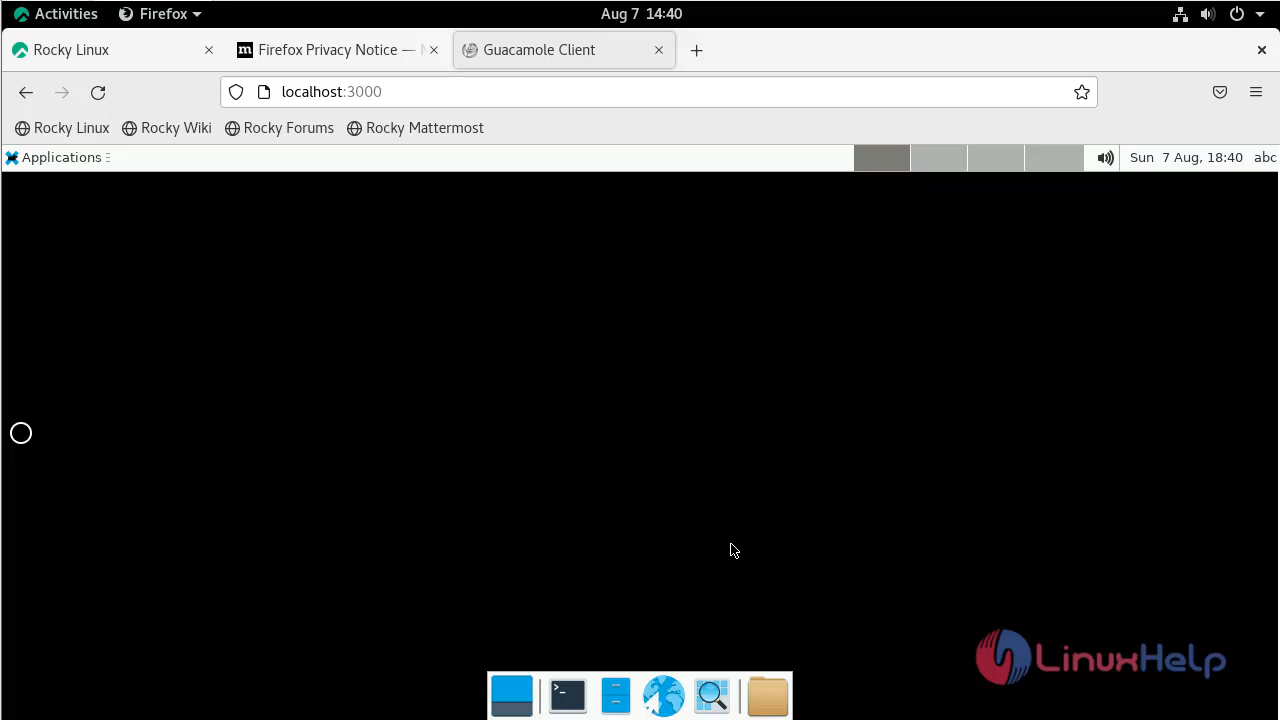 Activities Firefox Aug 7 14:40
Rocky Linux Firefox Privacy Notice — Guacamole Client
localhost:3000
Rocky Linux Rocky Wiki Rocky Forums Rocky Mattermost
Applications Sun 7 Aug, 18:40 abc
LinuxHelp
>_